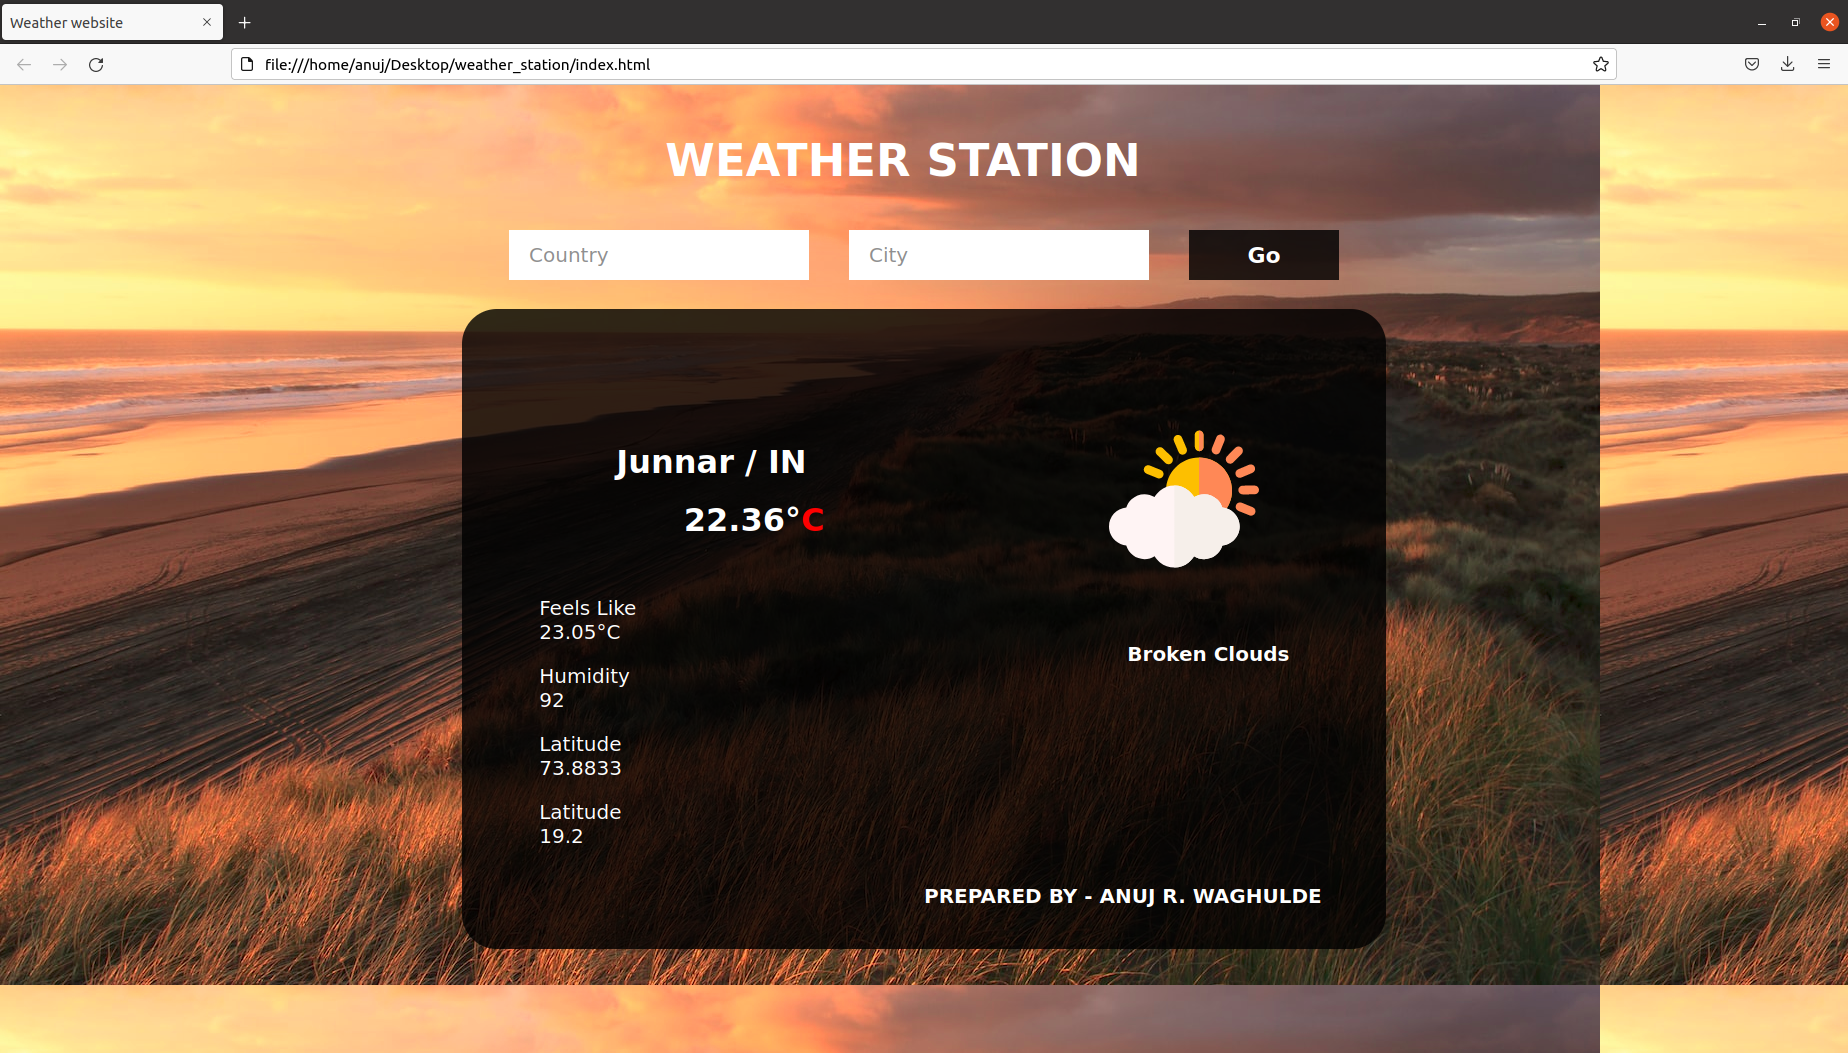 Weather website
file:///home/anuj/Desktop/weather_station/index.html
WEATHER STATION
Country City Go
Junnar / IN
22.36°C
Feels Like
23.05°C
Humidity
92
Latitude
73.8833
Latitude
19.2
Broken Clouds
PREPARED BY - ANUJ R. WAGHULDE